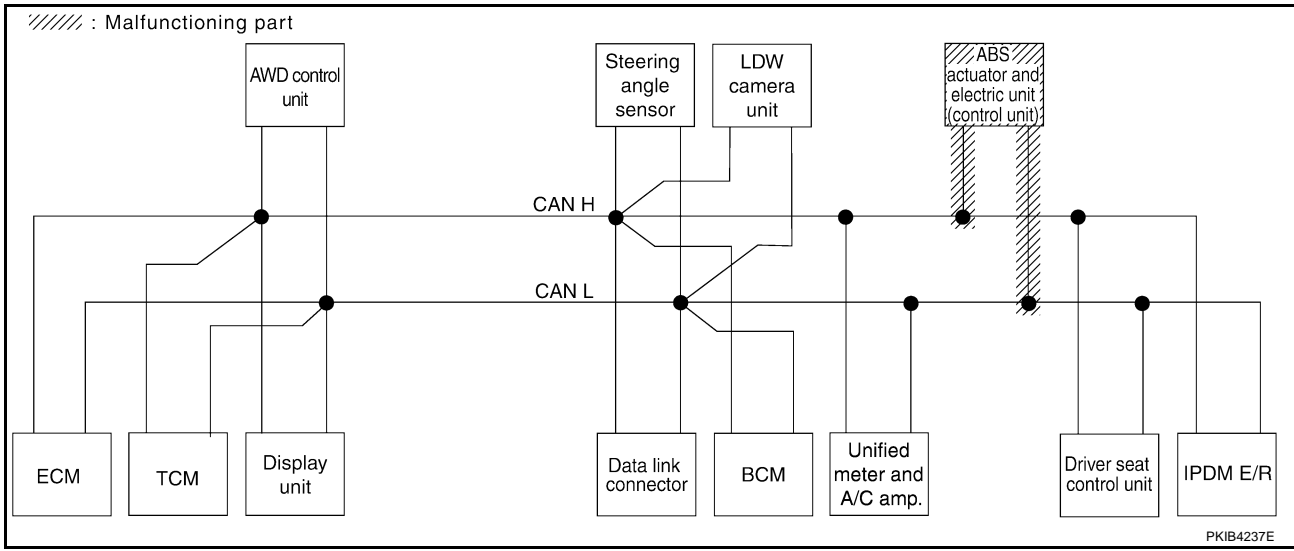 : Malfunctioning part
AWD control
unit
Steering
angle
sensor
LDW
camera
unit
ABS
actuator and
electric unit
(control unit)
CAN H
CAN L
ECM
TCM
Display
unit
Data link
connector
BCM
Unified
meter and
A/C amp.
Driver seat
control unit
IPDM E/R
PKIB4237E